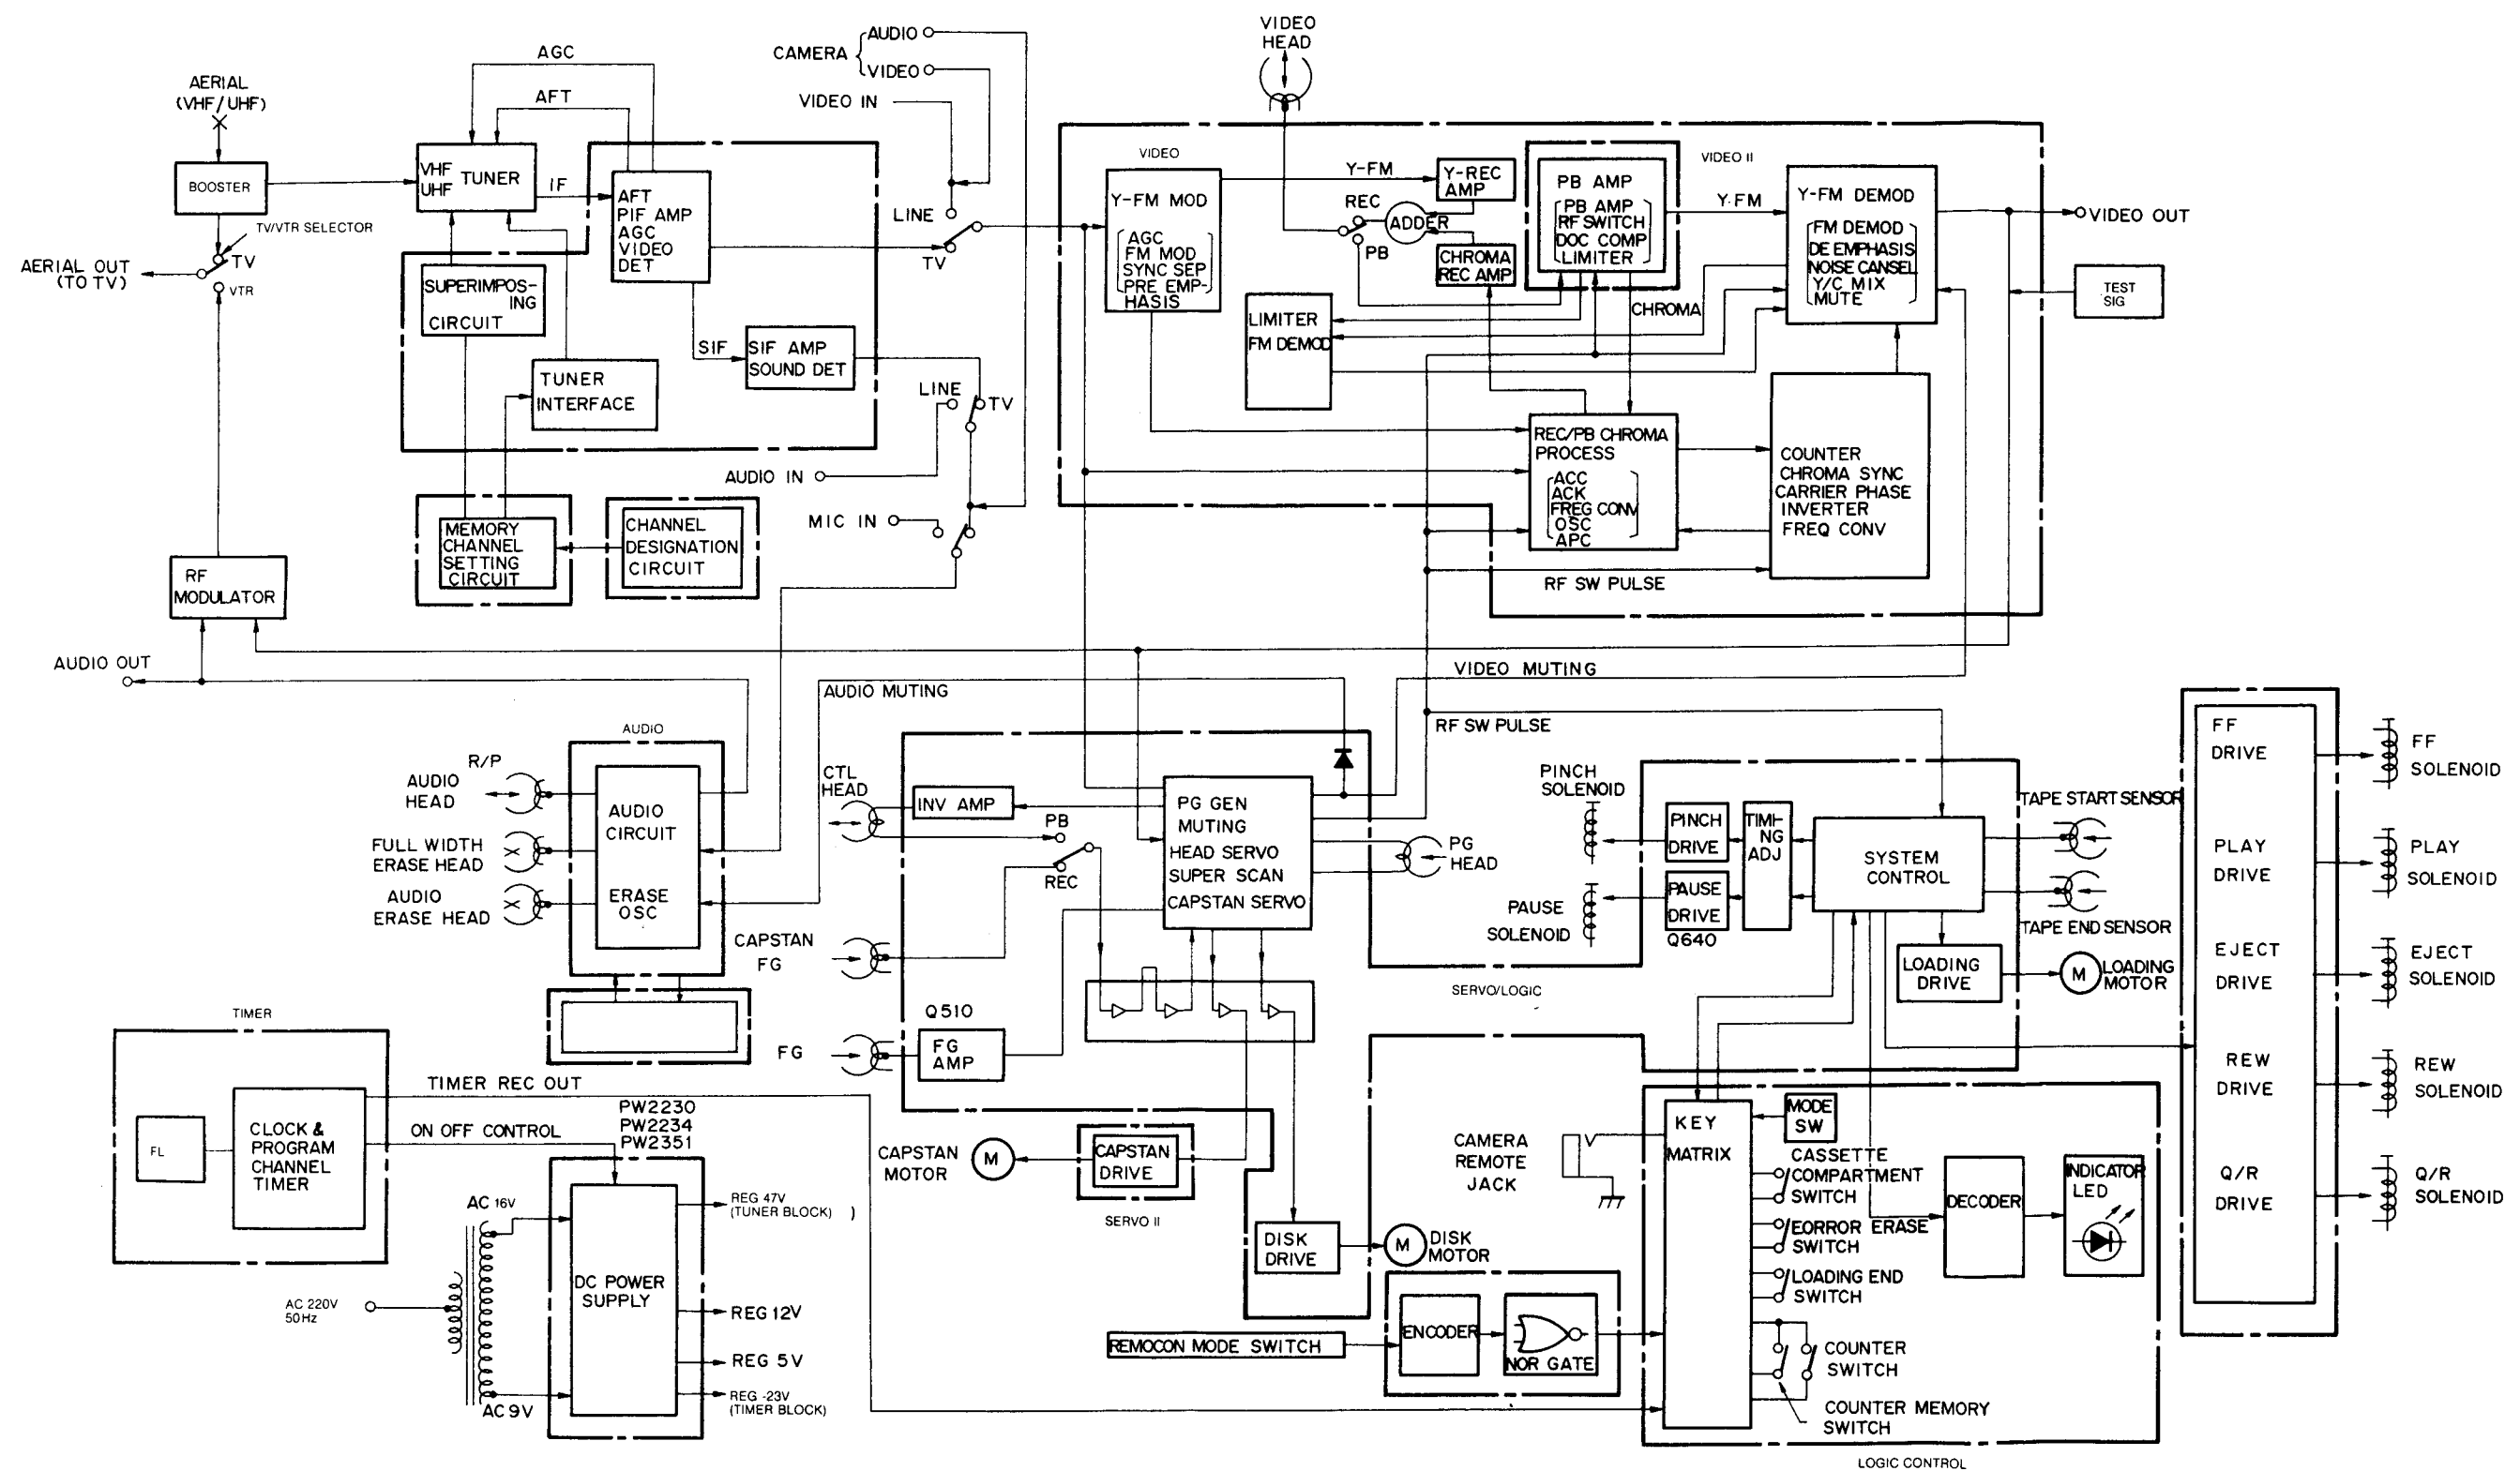 AERIAL
(VHF/UHF)
BOOSTER
TV/VTR SELECTOR
TV
VTR
AERIAL OUT
(TO TV)
RF
MODULATOR
AUDIO OUT
AGC
AFT
VHF
UHF
TUNER
IF
AFT
PIF AMP
AGC
VIDEO
DET
SUPERIMPOS-
ING
CIRCUIT
TUNER
INTERFACE
SIF
SIF AMP
SOUND DET
MEMORY
CHANNEL
SETTING
CIRCUIT
CHANNEL
DESIGNATION
CIRCUIT
CAMERA
AUDIO
VIDEO
VIDEO IN
LINE
TV
LINE
TV
AUDIO IN
MIC IN
VIDEO
HEAD
VIDEO
Y-FM MOD
AGC
FM MOD
SYNC SEP
PRE EMP-
HASIS
Y-FM
Y-REC
AMP
REC
ADDER
PB
CHROMA
REC AMP
LIMITER
FM DEMOD
VIDEO II
PB AMP
PB AMP
RF SWITCH
DOC COMP
LIMITER
CHROMA
Y·FM
Y-FM DEMOD
FM DEMOD
DE EMPHASIS
NOISE CANSEL
Y/C MIX
MUTE
VIDEO OUT
TEST
SIG
REC/PB CHROMA
PROCESS
ACC
ACK
FREG CONV
OSC
APC
COUNTER
CHROMA SYNC
CARRIER PHASE
INVERTER
FREQ CONV
RF SW PULSE
VIDEO MUTING
AUDIO MUTING
RF SW PULSE
AUDIO
R/P
AUDIO
HEAD
FULL WIDTH
ERASE HEAD
AUDIO
ERASE HEAD
AUDIO
CIRCUIT
ERASE
OSC
CTL
HEAD
INV AMP
PB
REC
CAPSTAN
FG
FG
Q510
FG
AMP
PG GEN
MUTING
HEAD SERVO
SUPER SCAN
CAPSTAN SERVO
PG
HEAD
SERVO/LOGIC
PINCH
SOLENOID
PAUSE
SOLENOID
PINCH
DRIVE
PAUSE
DRIVE
Q640
TIMI-
NG
ADJ
SYSTEM
CONTROL
TAPE START SENSOR
TAPE END SENSOR
LOADING
DRIVE
M
LOADING
MOTOR
FF
DRIVE
PLAY
DRIVE
EJECT
DRIVE
REW
DRIVE
Q/R
DRIVE
FF
SOLENOID
PLAY
SOLENOID
EJECT
SOLENOID
REW
SOLENOID
Q/R
SOLENOID
TIMER
FL
CLOCK &
PROGRAM
CHANNEL
TIMER
TIMER REC OUT
ON OFF CONTROL
PW2230
PW2234
PW2351
AC 16V
AC 9V
AC 220V
50Hz
DC POWER
SUPPLY
REG 47V
(TUNER BLOCK) )
REG 12V
REG 5V
REG -23V
(TIMER BLOCK)
CAPSTAN
MOTOR
M
CAPSTAN
DRIVE
SERVO II
DISK
DRIVE
M
DISK
MOTOR
REMOCON MODE SWITCH
ENCODER
NOR GATE
CAMERA
REMOTE
JACK
KEY
MATRIX
MODE
SW
CASSETTE
COMPARTMENT
SWITCH
EORROR ERASE
SWITCH
LOADING END
SWITCH
COUNTER
SWITCH
COUNTER MEMORY
SWITCH
DECODER
INDICATOR
LED
LOGIC CONTROL